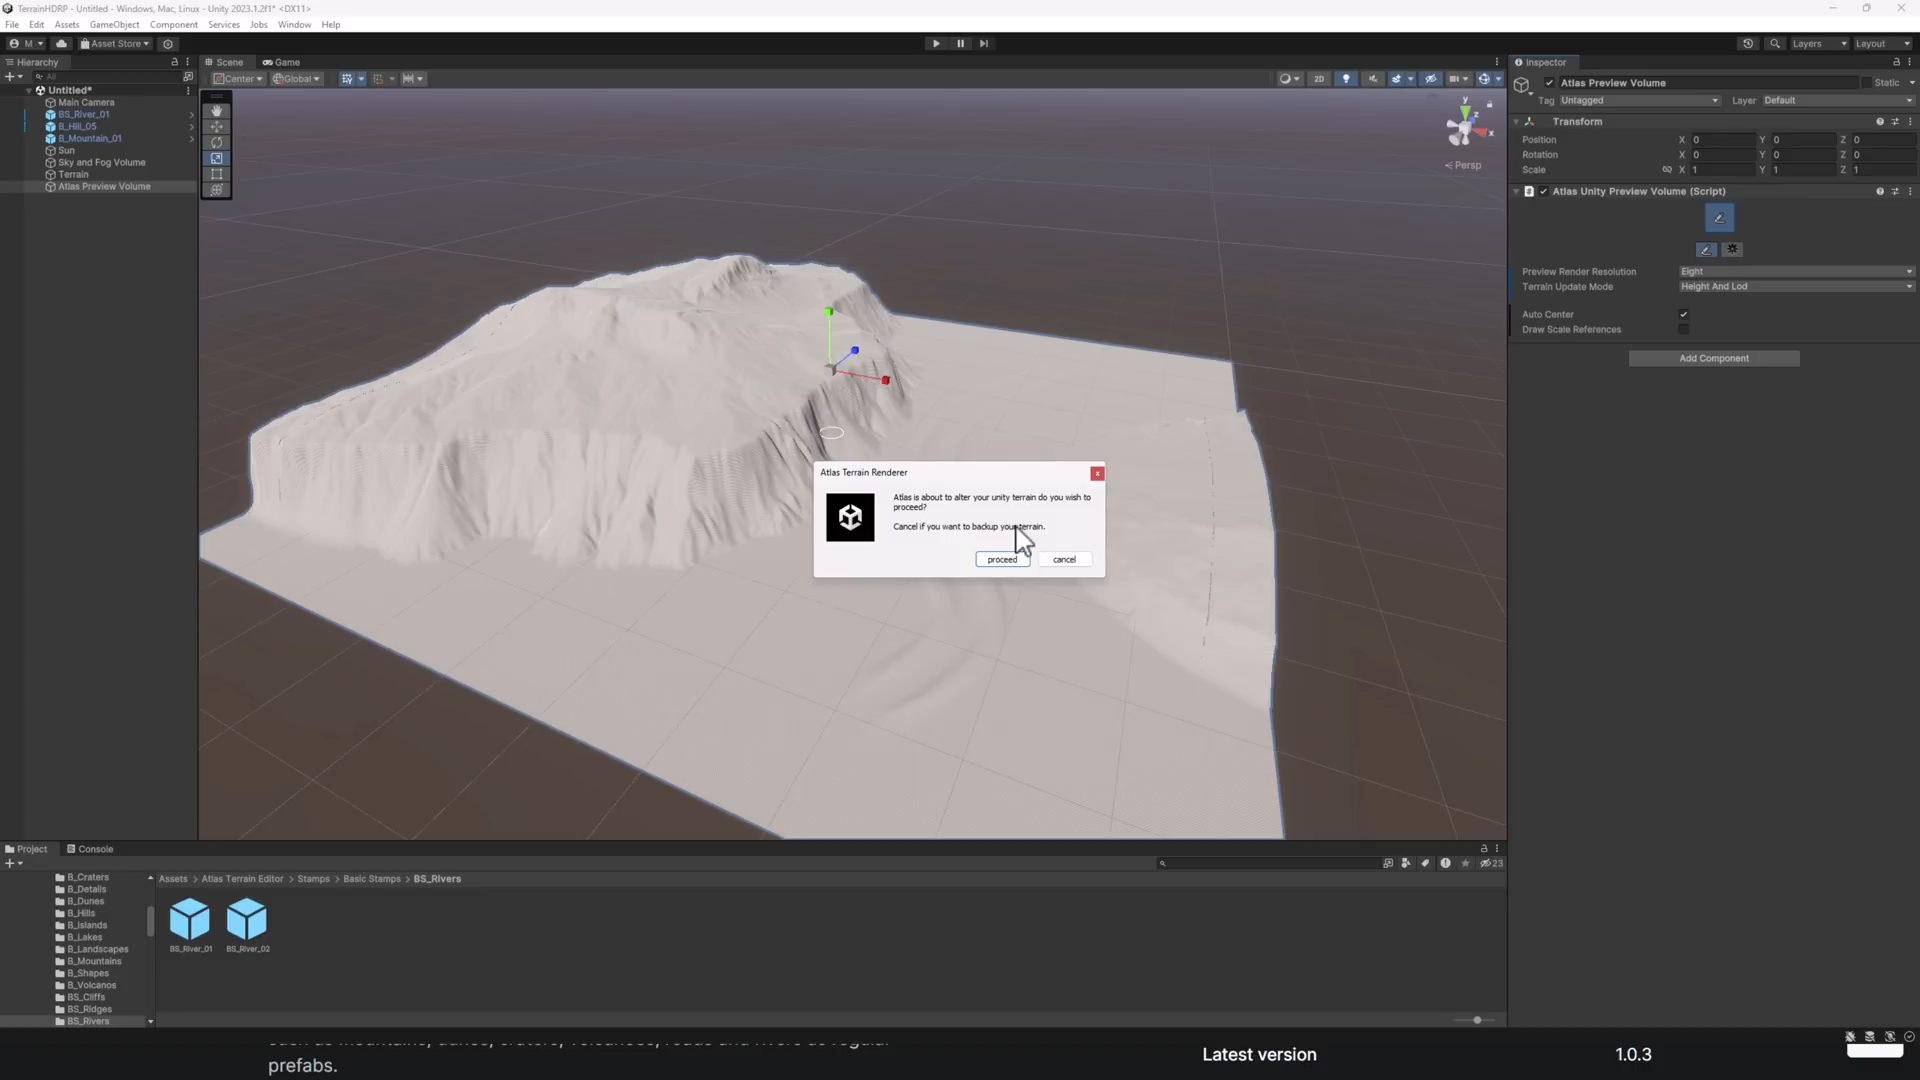 TerrainHDRP - Untitled - Windows, Mac, Linux - Unity 2023.1.2f1* <DX11>
File Edit Assets GameObject Component Services Jobs Window Help
M Asset Store Layers Layout
Hierarchy
All
Untitled*
Main Camera
BS_River_01
B_Hill_05
B_Mountain_01
Sun
Sky and Fog Volume
Terrain
Atlas Preview Volume
Scene Game
Center Global 2D
y
z
x
Persp
Atlas Terrain Renderer
x
Atlas is about to alter your unity terrain do you wish to
proceed?
Cancel if you want to backup your terrain.
proceed cancel
Inspector
Atlas Preview Volume Static
Tag Untagged Layer Default
Transform
Position X 0 Y 0 Z 0
Rotation X 0 Y 0 Z 0
Scale X 1 Y 1 Z 1
# Atlas Unity Preview Volume (Script)
Preview Render Resolution Eight
Terrain Update Mode Height And Lod
Auto Center
Draw Scale References
Add Component
Project Console
23
B_Craters
B_Details
B_Dunes
B_Hills
B_Islands
B_Lakes
B_Landscapes
B_Mountains
B_Shapes
B_Volcanos
BS_Cliffs
BS_Ridges
BS_Rivers
Assets > Atlas Terrain Editor > Stamps > Basic Stamps > BS_Rivers
BS_River_01 BS_River_02
prefabs.
Latest version 1.0.3